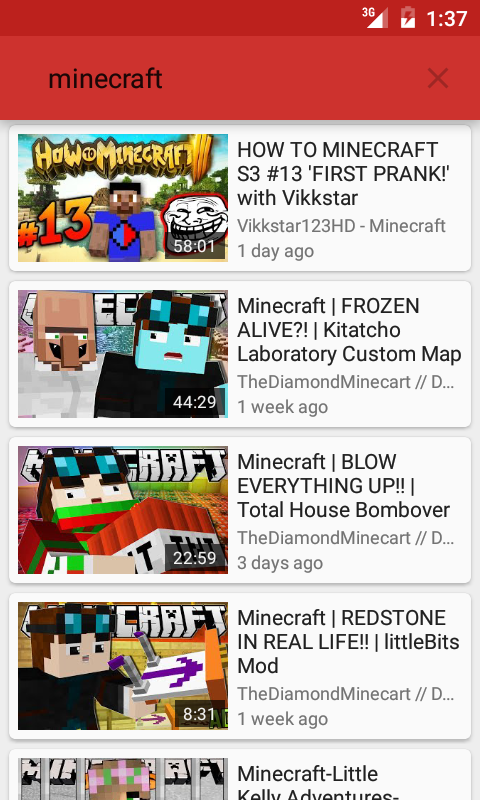 3G
1:37
minecraft
HOW TO MINECRAFT
#13
58:01
HOW TO MINECRAFT
S3 #13 'FIRST PRANK!'
with Vikkstar
Vikkstar123HD - Minecraft
1 day ago
44:29
Minecraft | FROZEN
ALIVE?! | Kitatcho
Laboratory Custom Map
TheDiamondMinecart // D...
1 week ago
TNT
22:59
Minecraft | BLOW
EVERYTHING UP!! |
Total House Bombover
TheDiamondMinecart // D...
3 days ago
8:31
Minecraft | REDSTONE
IN REAL LIFE!! | littleBits
Mod
TheDiamondMinecart // D...
1 week ago
Minecraft-Little
Kelly Adventures-